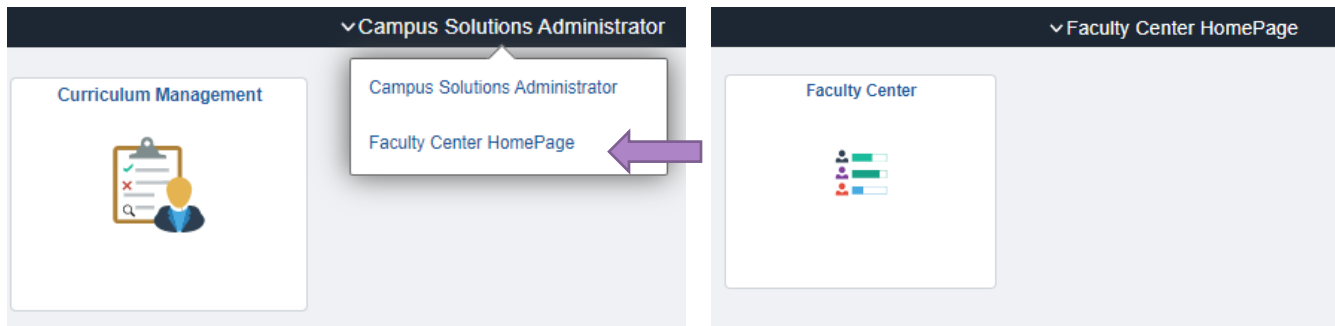 Campus Solutions Administrator
Curriculum Management
Campus Solutions Administrator
Faculty Center HomePage
Faculty Center HomePage
Faculty Center